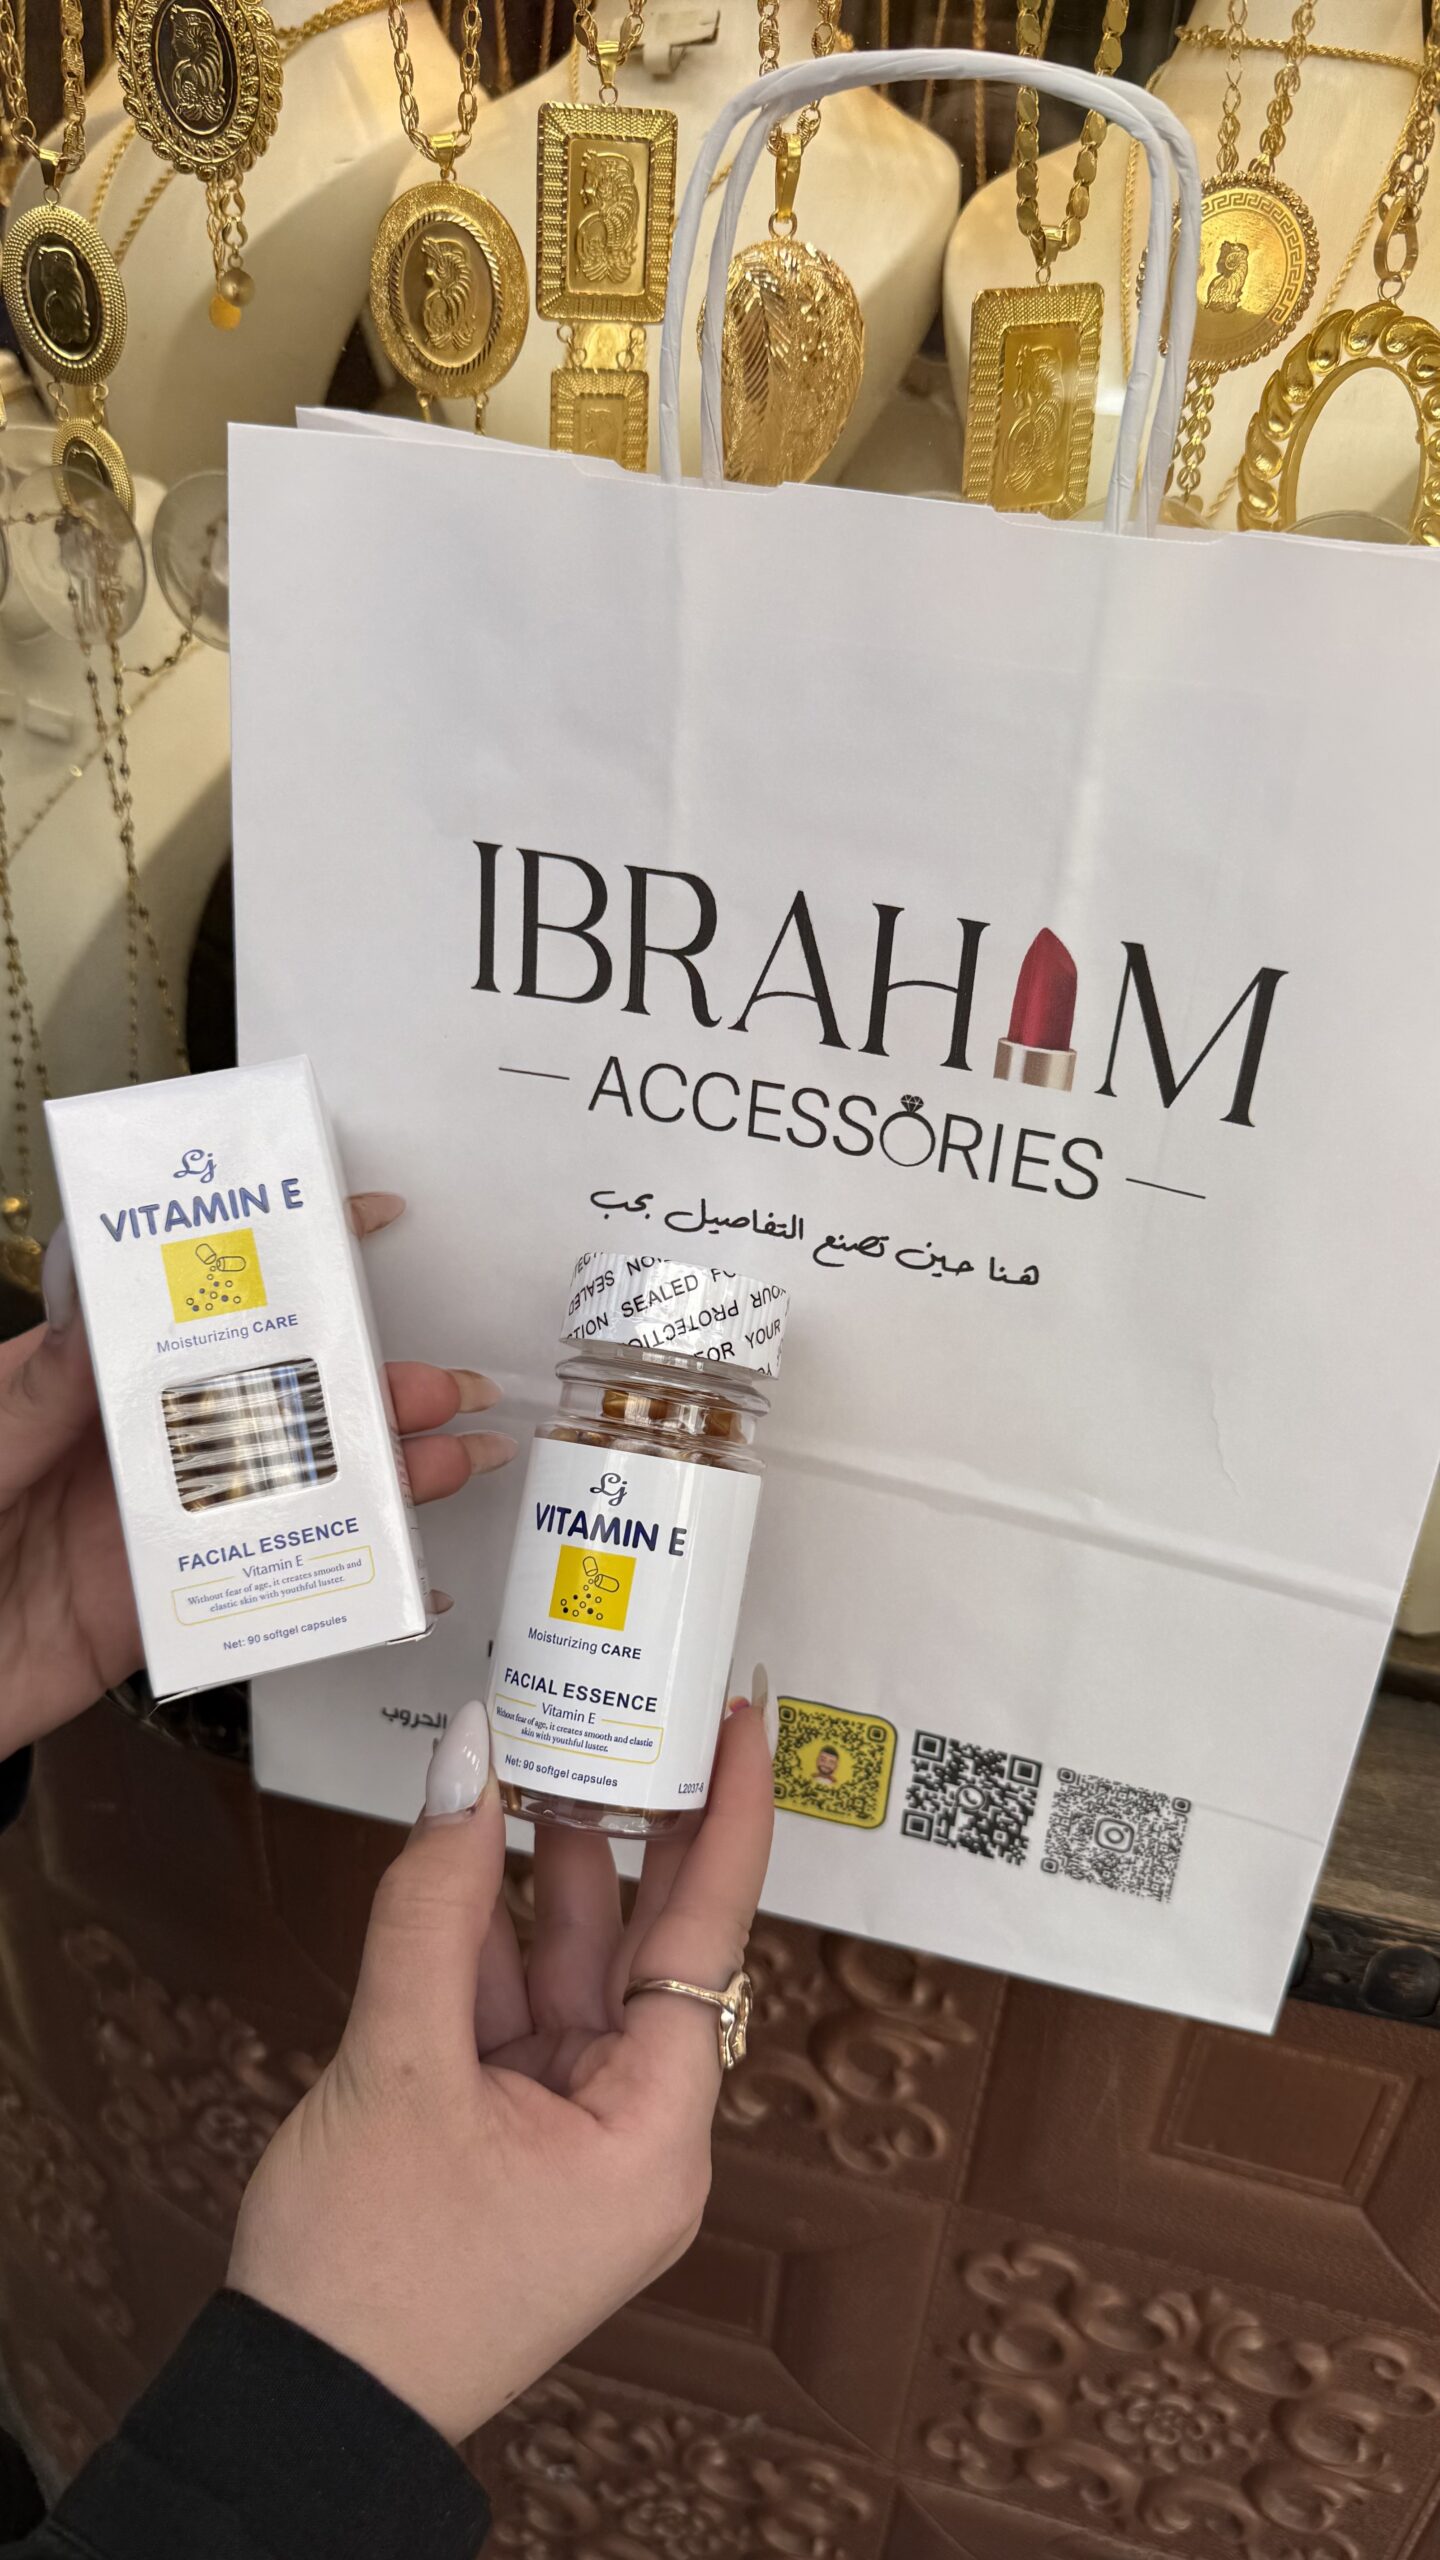 IBRAHIM
ACCESSORIES
هنا حين تصنع التفاصيل بحب
Lj
VITAMIN E
Moisturizing CARE
FACIAL ESSENCE
Vitamin E
Without fear of age, it creates smooth and
elastic skin with youthful luster.
Net: 90 softgel capsules
SEALED NOT
SEALED FOR
PROTECTION
FOR YOUR
Lj
VITAMIN E
Moisturizing CARE
FACIAL ESSENCE
Vitamin E
Without fear of age, it creates smooth and elastic
skin with youthful luster.
Net: 90 softgel capsules
L2037-B
الحروب